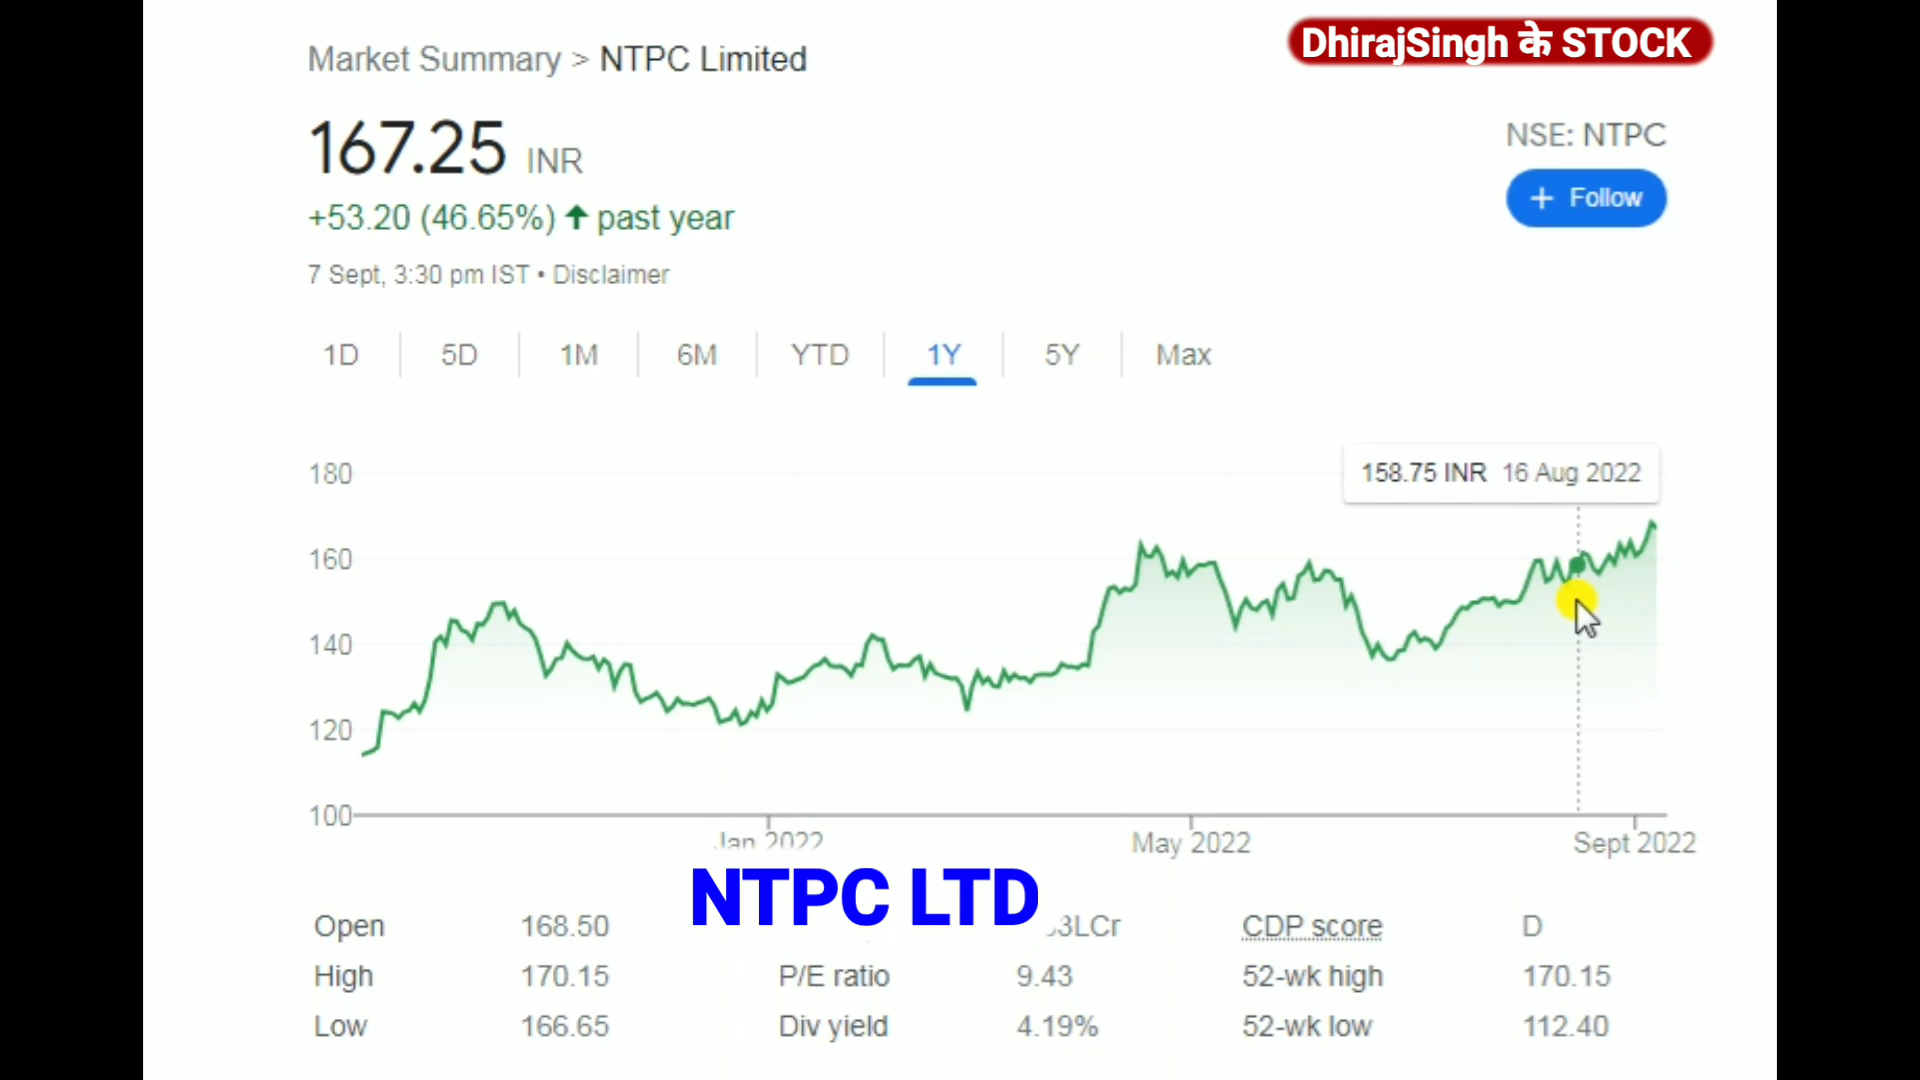 DhirajSingh के STOCK
Market Summary > NTPC Limited
167.25 INR
NSE: NTPC
+ Follow
+53.20 (46.65%) ↑ past year
7 Sept, 3:30 pm IST • Disclaimer
1D 5D 1M 6M YTD 1Y 5Y Max
158.75 INR 16 Aug 2022
180
160
140
120
100
Jan 2022 May 2022 Sept 2022
NTPC LTD
Open 168.50 3LCr CDP score D
High 170.15 P/E ratio 9.43 52-wk high 170.15
Low 166.65 Div yield 4.19% 52-wk low 112.40